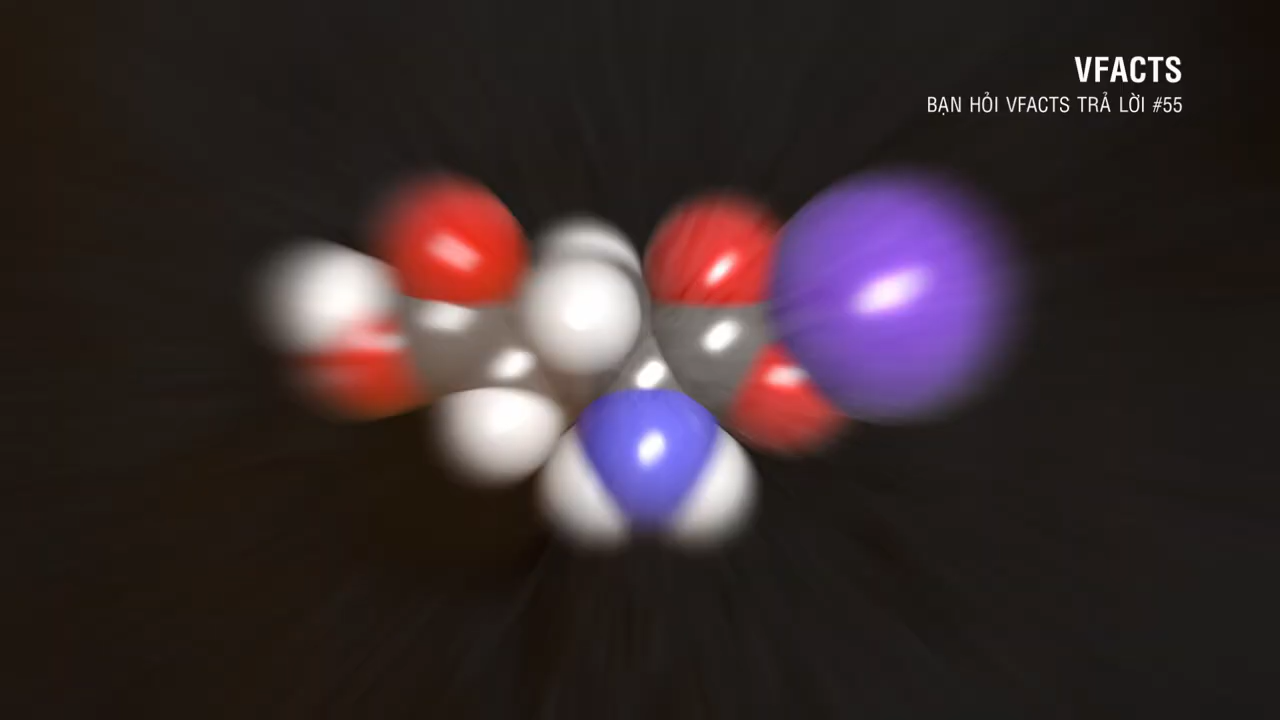 VFACTS
BẠN HỎI VFACTS TRẢ LỜI #55